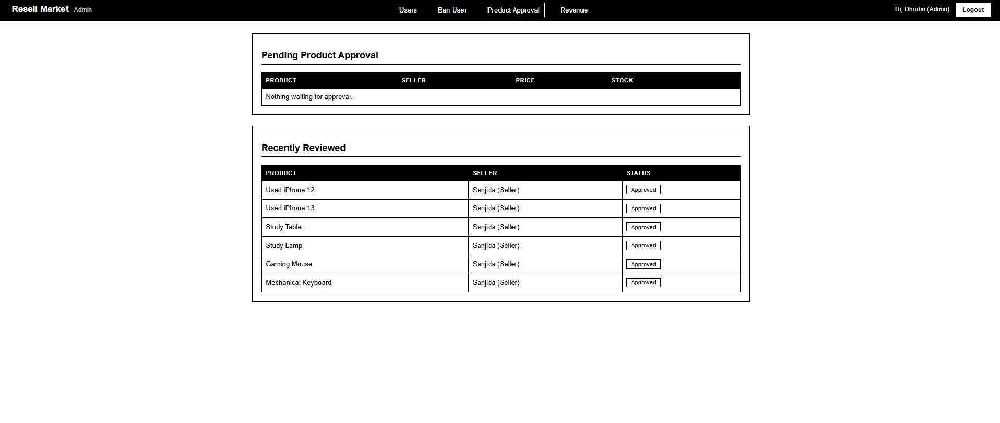 Resell Market Admin Users Ban User Product Approval Revenue Hi, Dhrubo (Admin) Logout
Pending Product Approval
PRODUCT SELLER PRICE STOCK
Nothing waiting for approval.
Recently Reviewed
PRODUCT SELLER STATUS
Used iPhone 12 Sanjida (Seller) Approved
Used iPhone 13 Sanjida (Seller) Approved
Study Table Sanjida (Seller) Approved
Study Lamp Sanjida (Seller) Approved
Gaming Mouse Sanjida (Seller) Approved
Mechanical Keyboard Sanjida (Seller) Approved